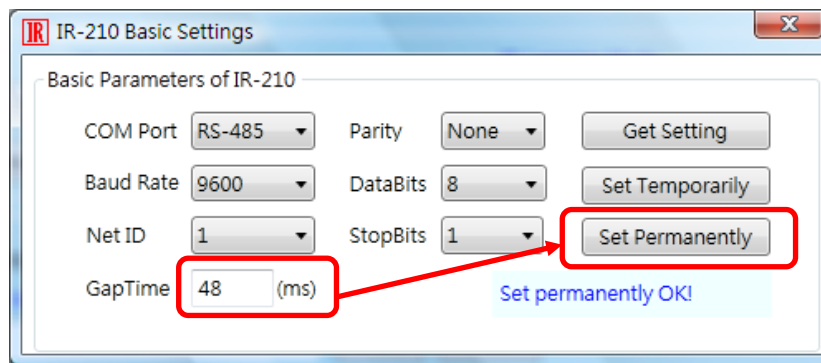 IR IR-210 Basic Settings X
Basic Parameters of IR-210
COM Port RS-485 Parity None Get Setting
Baud Rate 9600 DataBits 8 Set Temporarily
Net ID 1 StopBits 1 Set Permanently
GapTime 48 (ms) Set permanently OK!